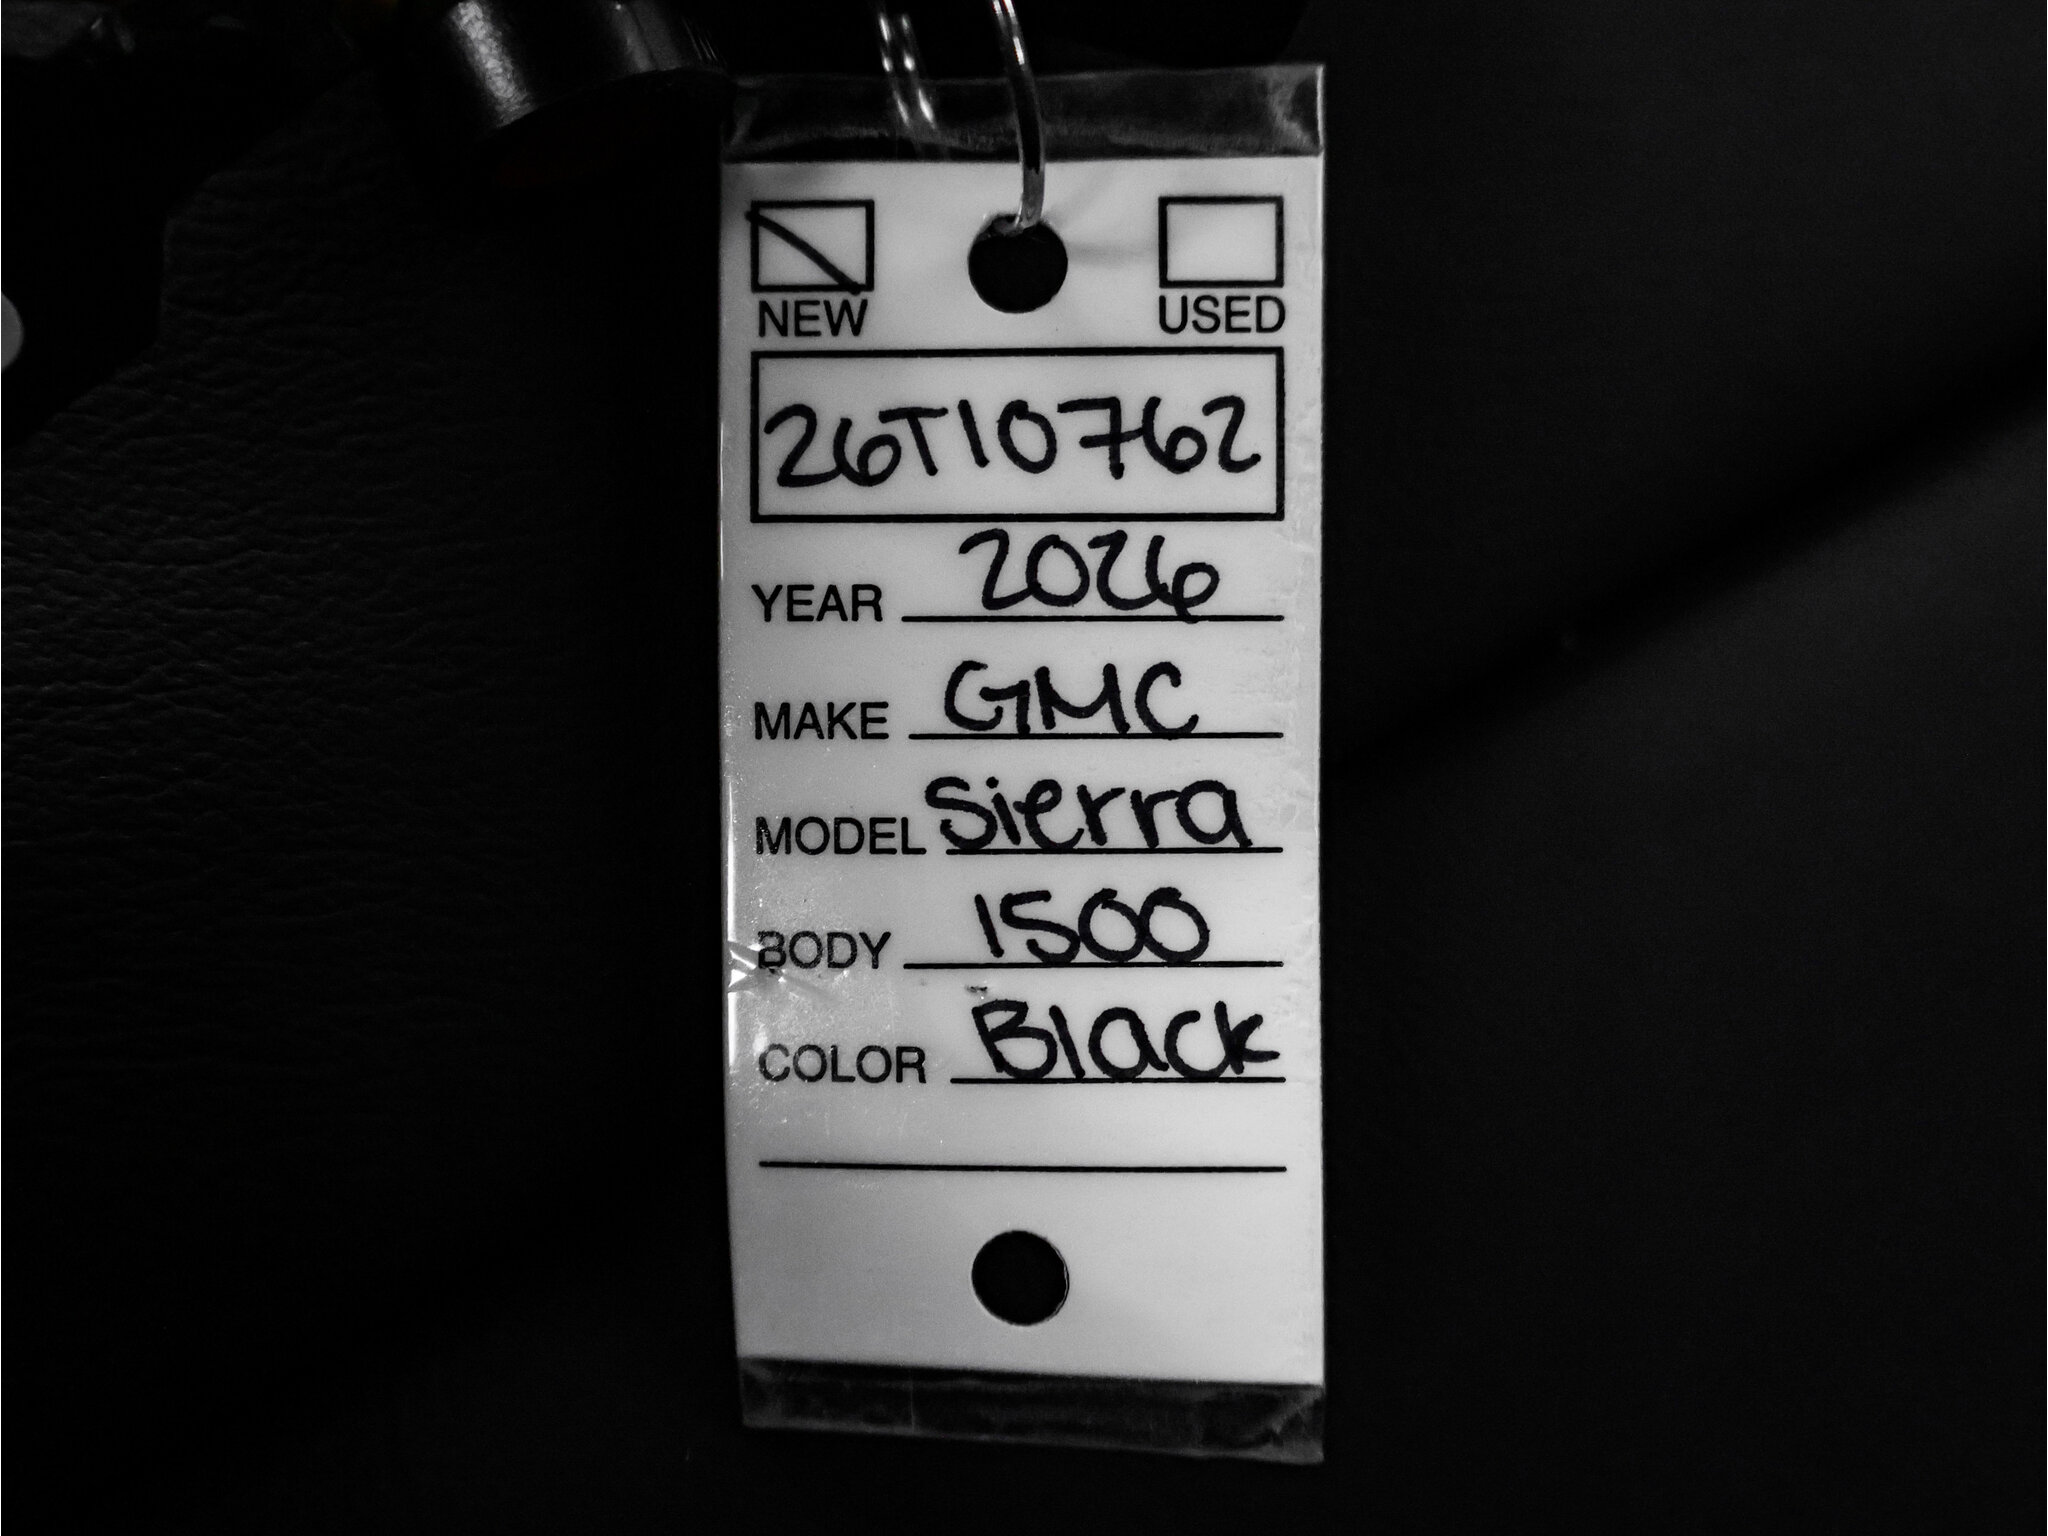 NEW USED
26T10762
YEAR 2026
MAKE GMC
MODEL Sierra
BODY 1500
COLOR Black